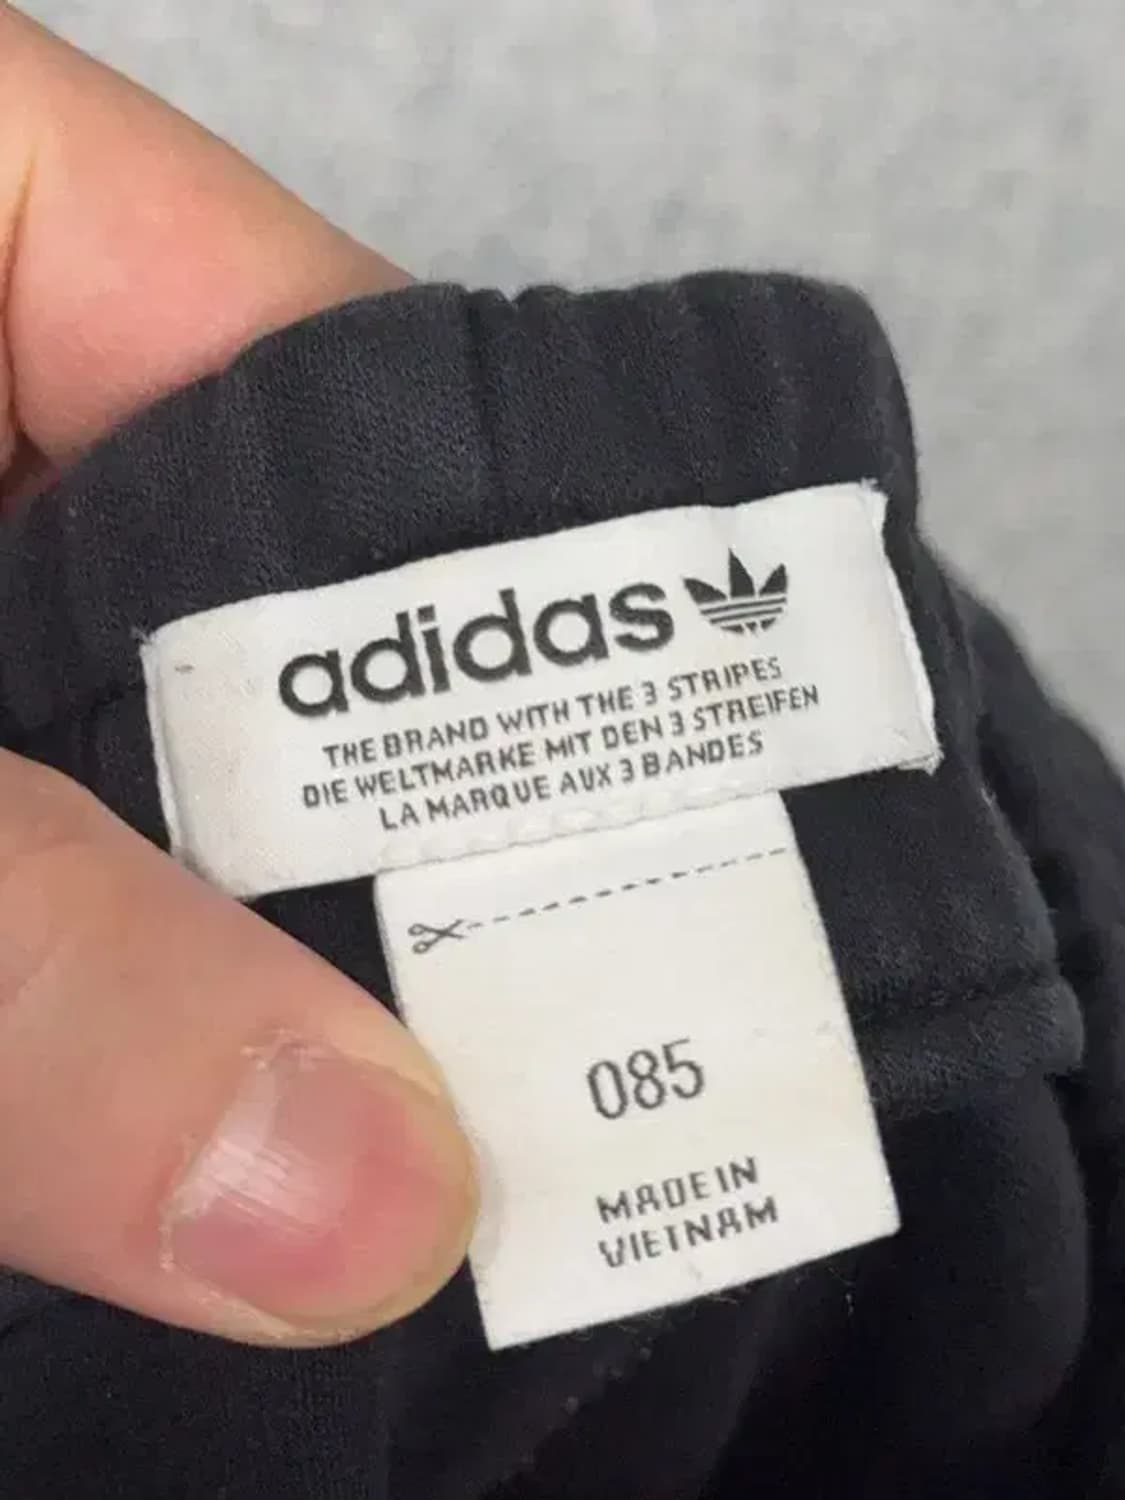 adidas
THE BRAND WITH THE 3 STRIPES
DIE WELTMARKE MIT DEN 3 STREIFEN
LA MARQUE AUX 3 BANDES
085
MADE IN
VIETNAM